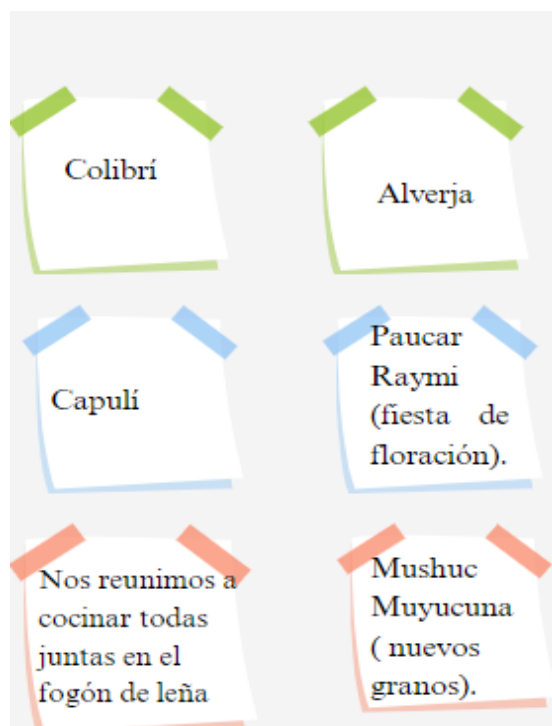 Colibrí
Alverja
Capulí
Paucar
Raymi
(fiesta de
floración).
Nos reunimos a
cocinar todas
juntas en el
fogón de leña
Mushuc
Muyucuna
( nuevos
granos).